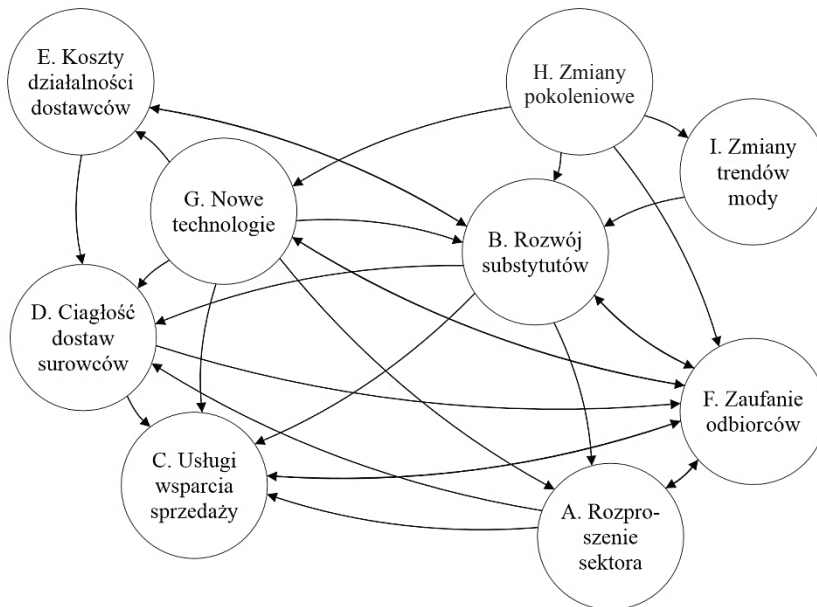 E. Koszty
działalności
dostawców
H. Zmiany
pokoleniowe
I. Zmiany
trendów
mody
G. Nowe
technologie
B. Rozwój
substytutów
D. Ciagłość
dostaw
surowców
F. Zaufanie
odbiorców
C. Usługi
wsparcia
sprzedaży
A. Rozpro-
szenie
sektora